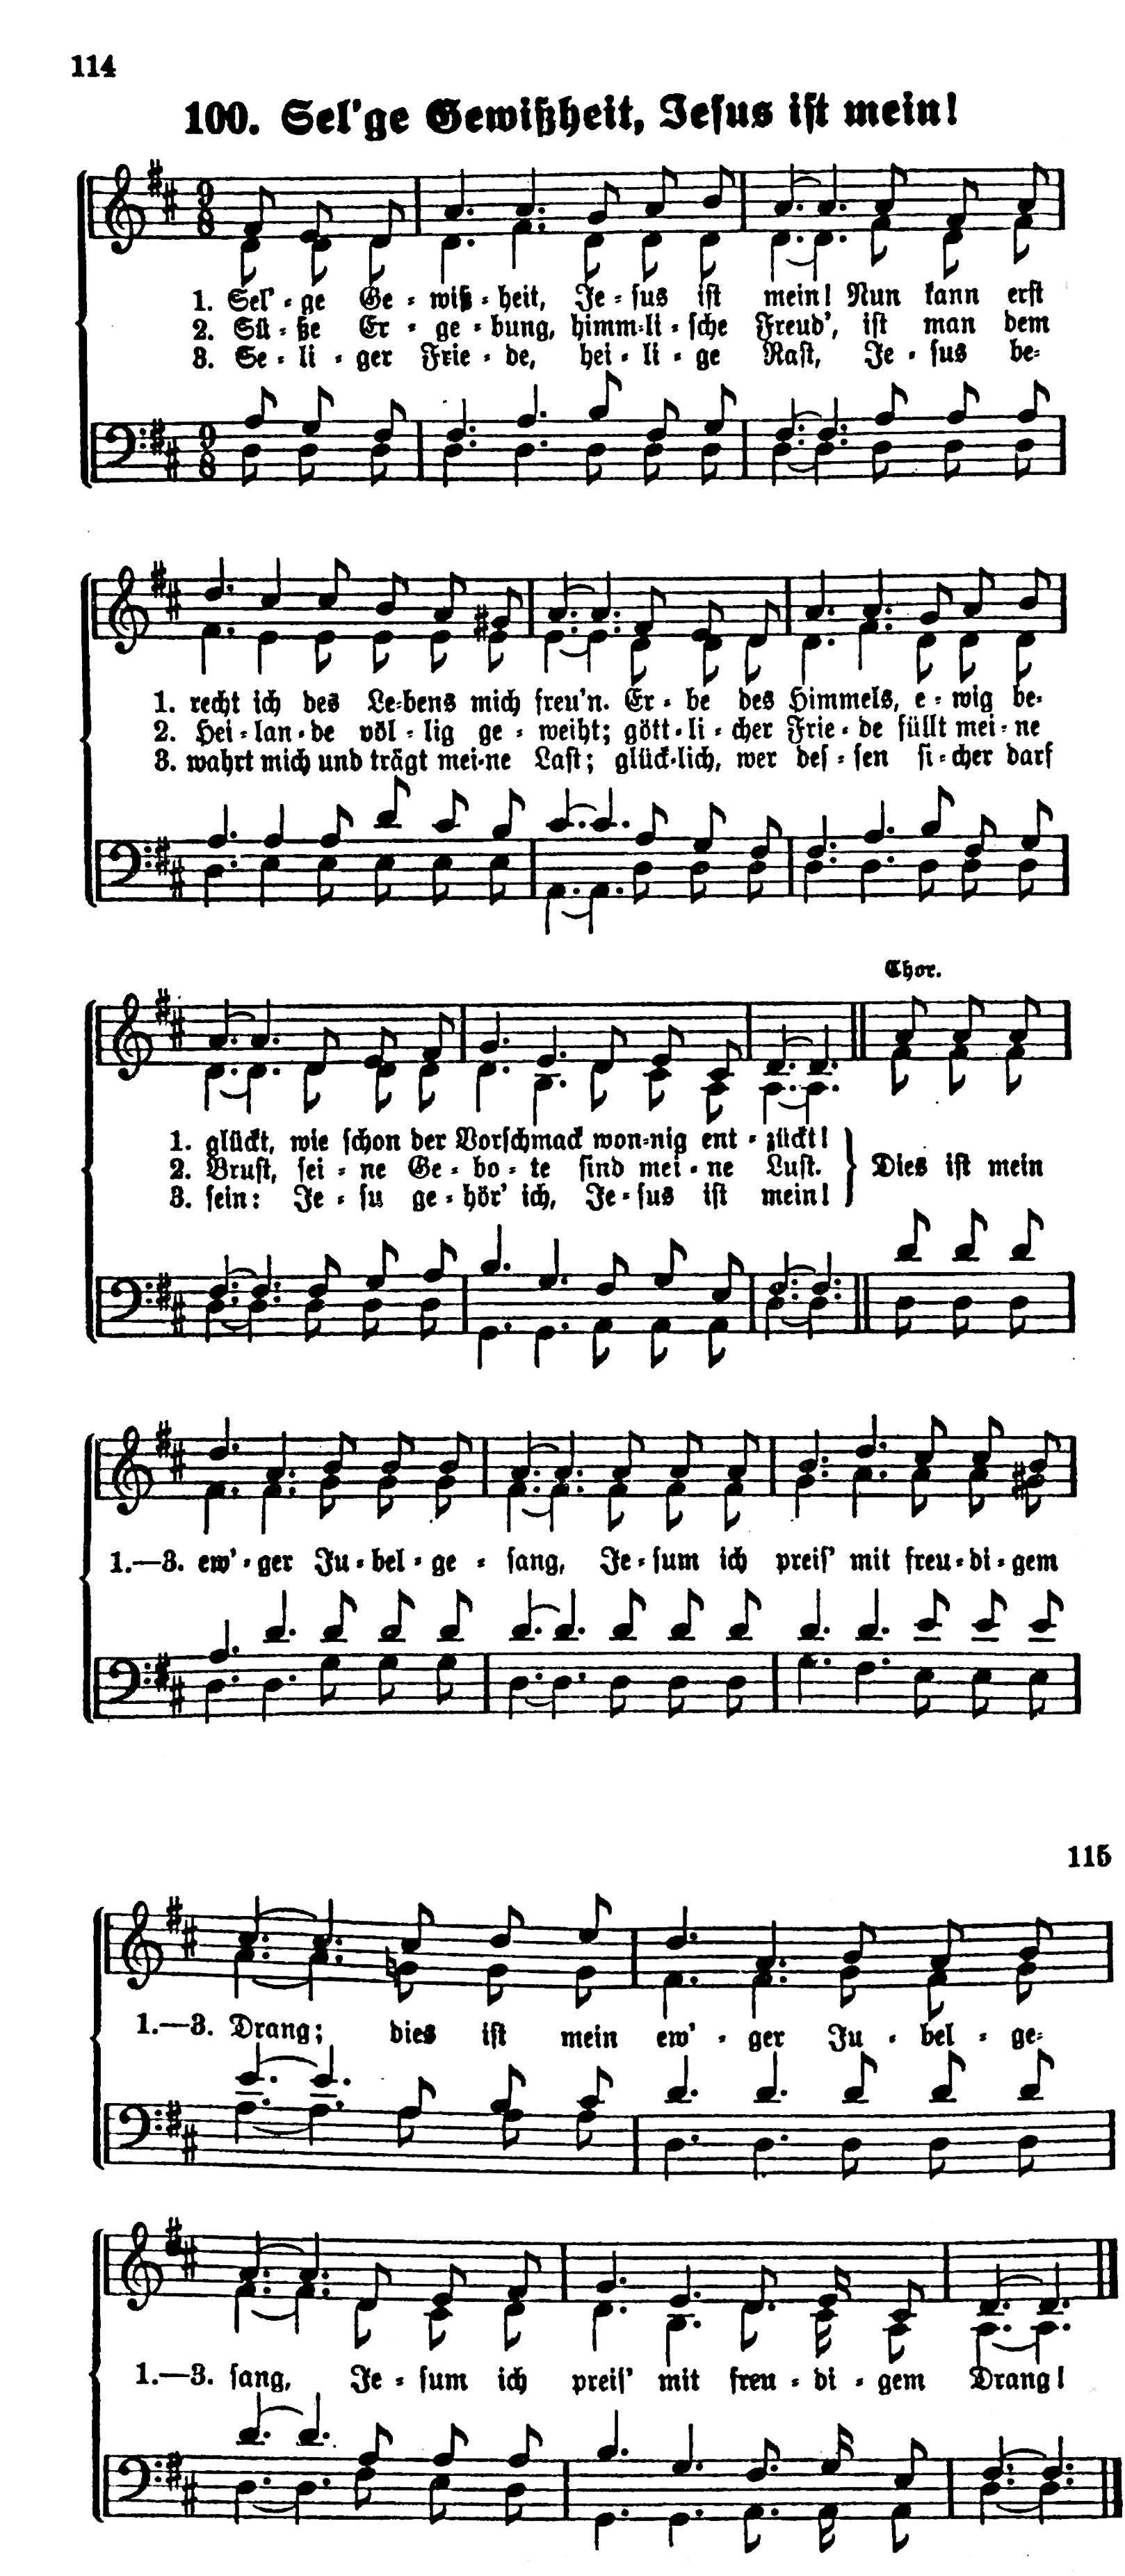 114
100. Sel'ge Gewißheit, Jesus ist mein!
9 8
1. Sel' - ge Ge - wiß - heit, Je - sus ist mein! Nun kann erst
2. Sü - ße Er - ge - bung, himm-li - sche Freud', ist man dem
3. Se - li - ger Frie - de, hei - li - ge Rast, Je - sus be-
9 8
1. recht ich des Le-bens mich freu'n. Er - be des Himmels, e - wig be-
2. Hei - lan - de völ - lig ge - weiht; gött - li - cher Frie - de füllt mei - ne
3. wahrt mich und trägt mei-ne Last; glück-lich, wer des - sen si - cher darf
Chor.
1. glückt, wie schon der Vorschmack won-nig ent - zückt!
2. Brust, sei - ne Ge - bo - te sind mei - ne Lust. } Dies ist mein
3. sein: Je - su ge - hör' ich, Je - sus ist mein!
1.—3. ew' - ger Ju - bel - ge - sang, Je - sum ich preis' mit freu - di - gem
115
1.—3. Drang; dies ist mein ew' - ger Ju - bel - ge-
1.—3. sang, Je - sum ich preis' mit freu - di - gem Drang!